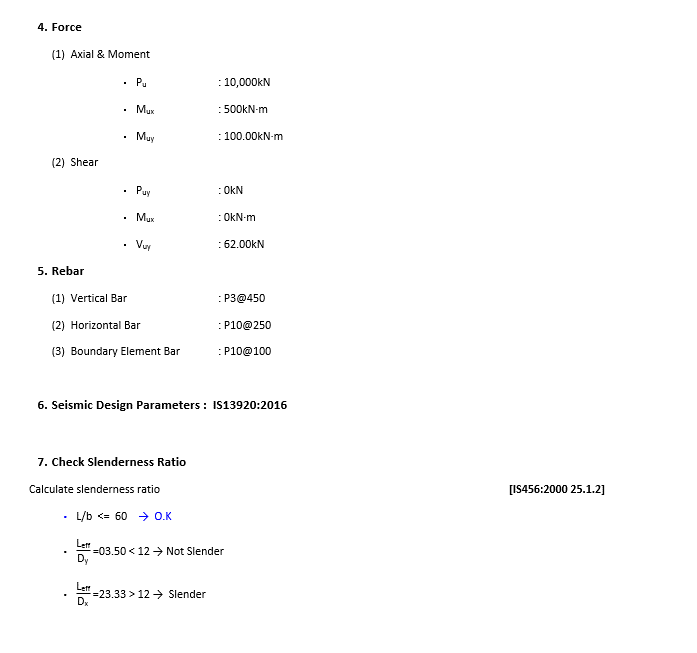 4. Force
(1) Axial & Moment
• Pu : 10,000kN
• Mux : 500kN·m
• Muy : 100.00kN·m
(2) Shear
• Puy : 0kN
• Mux : 0kN·m
• Vuy : 62.00kN
5. Rebar
(1) Vertical Bar : P3@450
(2) Horizontal Bar : P10@250
(3) Boundary Element Bar : P10@100
6. Seismic Design Parameters : IS13920:2016
7. Check Slenderness Ratio
Calculate slenderness ratio [IS456:2000 25.1.2]
• L/b <= 60 → O.K
• Leff/Dy =03.50 < 12 → Not Slender
• Leff/Dx =23.33 > 12 → Slender